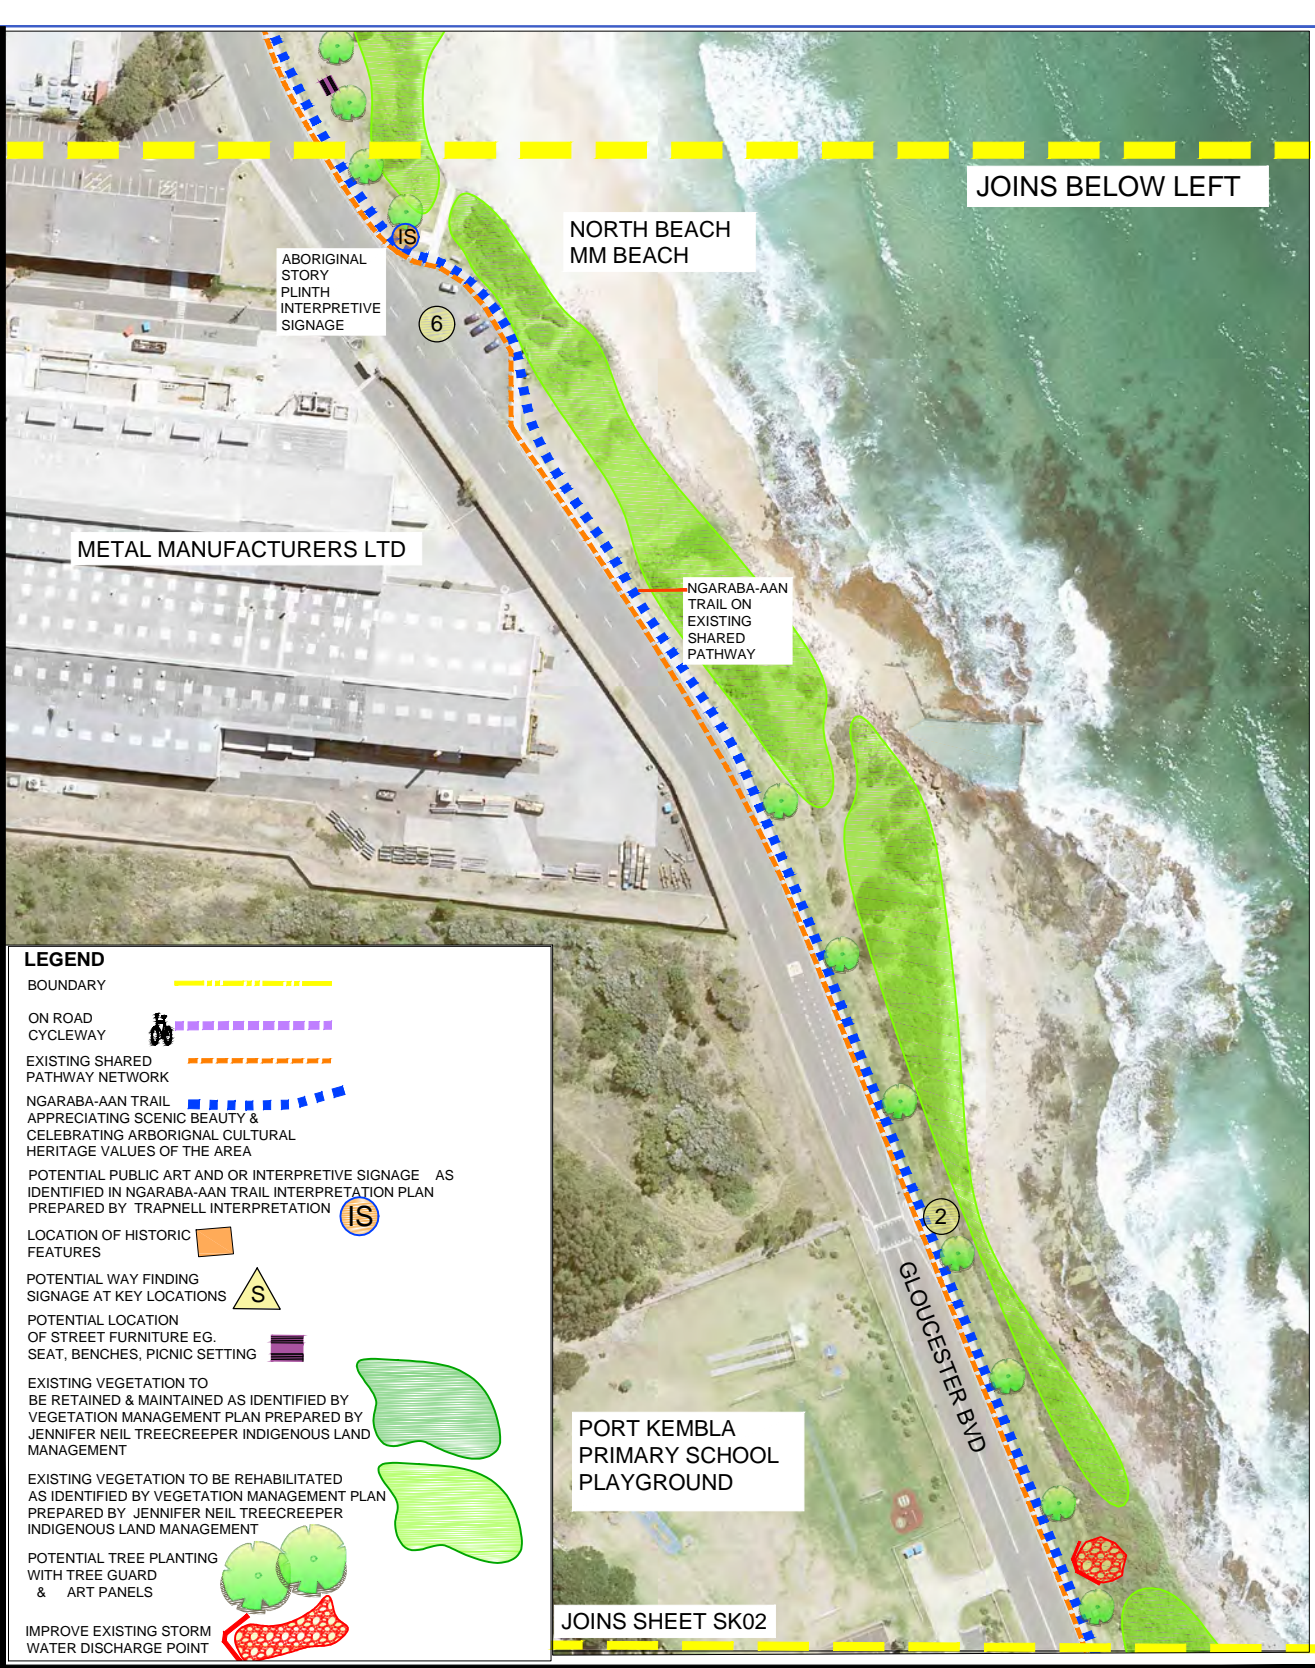 JOINS BELOW LEFT
NORTH BEACH
MM BEACH
IS
ABORIGINAL
STORY
PLINTH
INTERPRETIVE
SIGNAGE
6
METAL MANUFACTURERS LTD
NGARABA-AAN
TRAIL ON
EXISTING
SHARED
PATHWAY
2
GLOUCESTER BVD
PORT KEMBLA
PRIMARY SCHOOL
PLAYGROUND
JOINS SHEET SK02
LEGEND
BOUNDARY
ON ROAD
CYCLEWAY
EXISTING SHARED
PATHWAY NETWORK
NGARABA-AAN TRAIL
APPRECIATING SCENIC BEAUTY &
CELEBRATING ARBORIGNAL CULTURAL
HERITAGE VALUES OF THE AREA
POTENTIAL PUBLIC ART AND OR INTERPRETIVE SIGNAGE AS
IDENTIFIED IN NGARABA-AAN TRAIL INTERPRETATION PLAN
PREPARED BY TRAPNELL INTERPRETATION
IS
LOCATION OF HISTORIC
FEATURES
POTENTIAL WAY FINDING
SIGNAGE AT KEY LOCATIONS
S
POTENTIAL LOCATION
OF STREET FURNITURE EG.
SEAT, BENCHES, PICNIC SETTING
EXISTING VEGETATION TO
BE RETAINED & MAINTAINED AS IDENTIFIED BY
VEGETATION MANAGEMENT PLAN PREPARED BY
JENNIFER NEIL TREECREEPER INDIGENOUS LAND
MANAGEMENT
EXISTING VEGETATION TO BE REHABILITATED
AS IDENTIFIED BY VEGETATION MANAGEMENT PLAN
PREPARED BY JENNIFER NEIL TREECREEPER
INDIGENOUS LAND MANAGEMENT
POTENTIAL TREE PLANTING
WITH TREE GUARD
& ART PANELS
IMPROVE EXISTING STORM
WATER DISCHARGE POINT